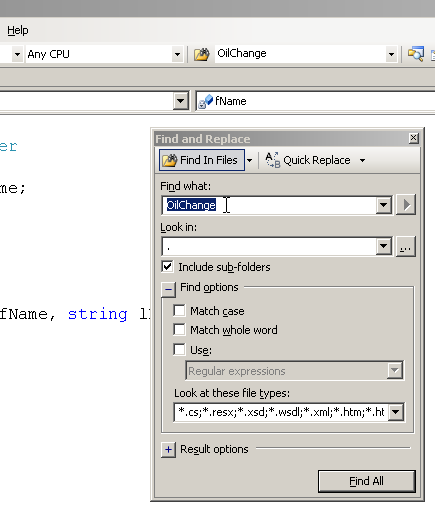 Help
Any CPU OilChange
fName
er
me;
fName, string l
Find and Replace
Find In Files Quick Replace
Find what:
OilChange
Look in:
.
...
Include sub-folders
Find options
Match case
Match whole word
Use:
Regular expressions
Look at these file types:
*.cs;*.resx;*.xsd;*.wsdl;*.xml;*.htm;*.ht
Result options
Find All